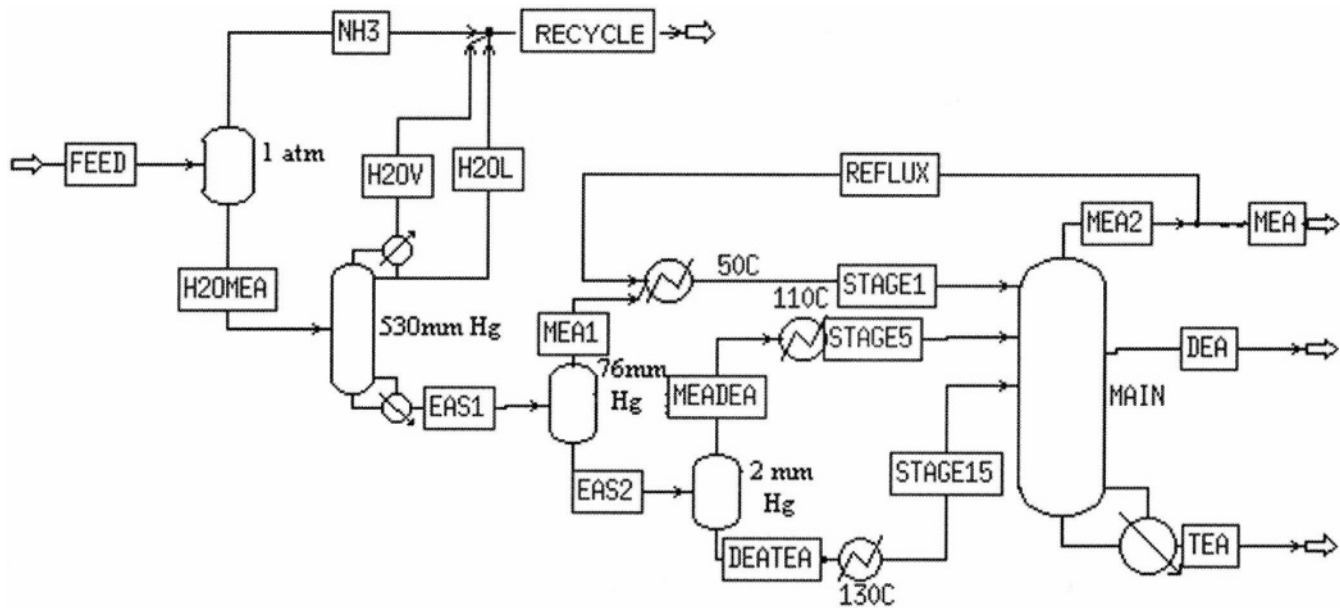 NH3
RECYCLE
FEED
1 atm
H2OV
H2OL
REFLUX
MEA2
MEA
H2OMEA
50C
STAGE1
110C
530mm Hg
MEA1
STAGE5
DEA
76mm
Hg
MEADEA
MAIN
EAS1
STAGE15
EAS2
2 mm
Hg
DEATEA
TEA
130C